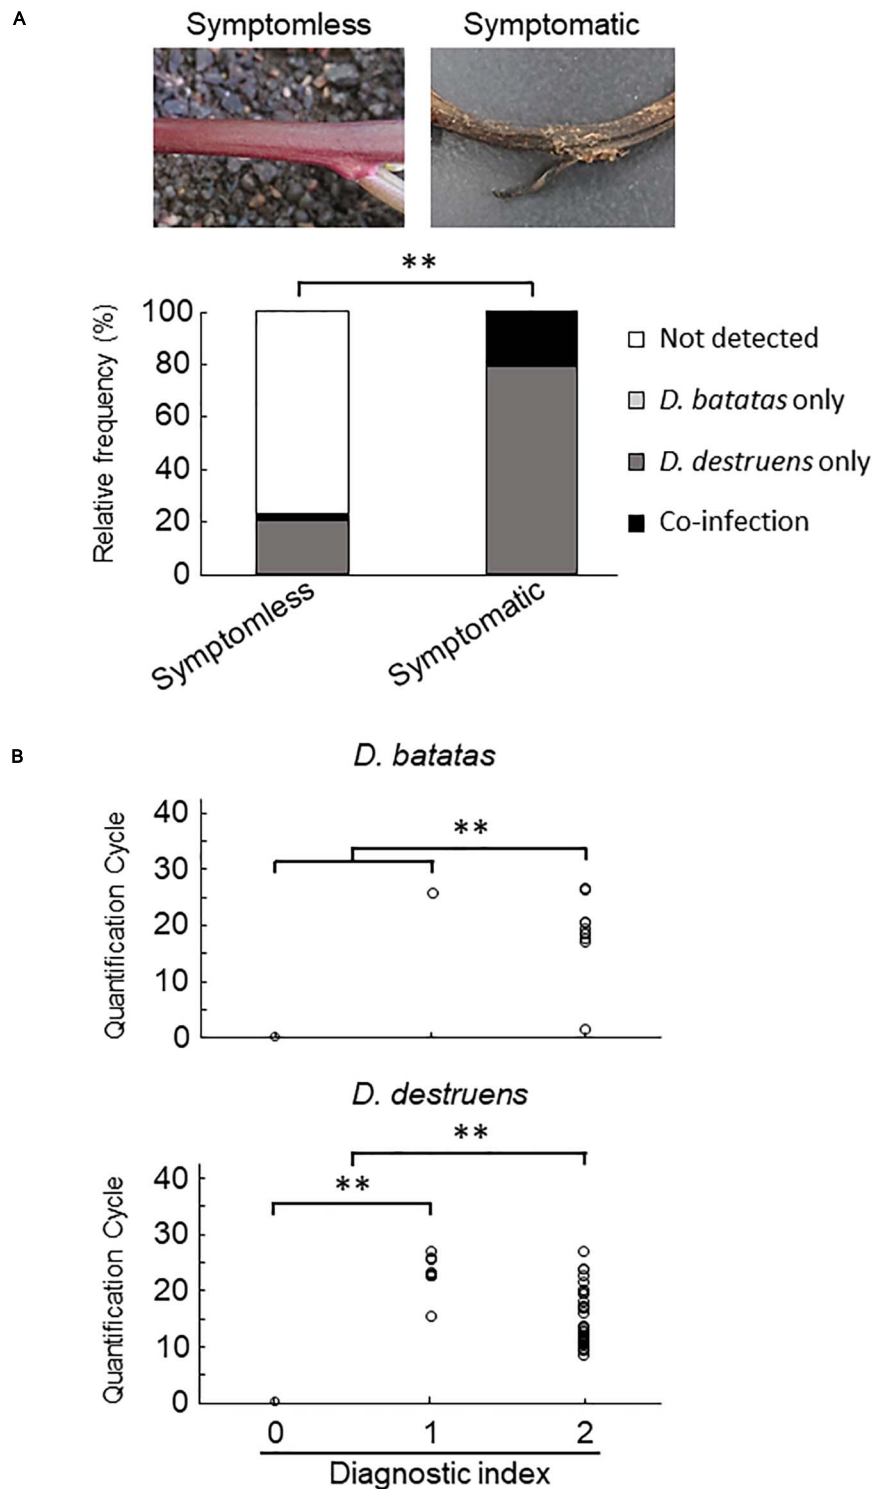 A
Symptomless Symptomatic
**
Relative frequency (%)
100
80
60
40
20
0
Not detected
D. batatas only
D. destruens only
Co-infection
Symptomless Symptomatic
B
D. batatas
Quantification Cycle
40
30
20
10
0
**
D. destruens
Quantification Cycle
40
30
20
10
0
**
**
0 1 2
Diagnostic index